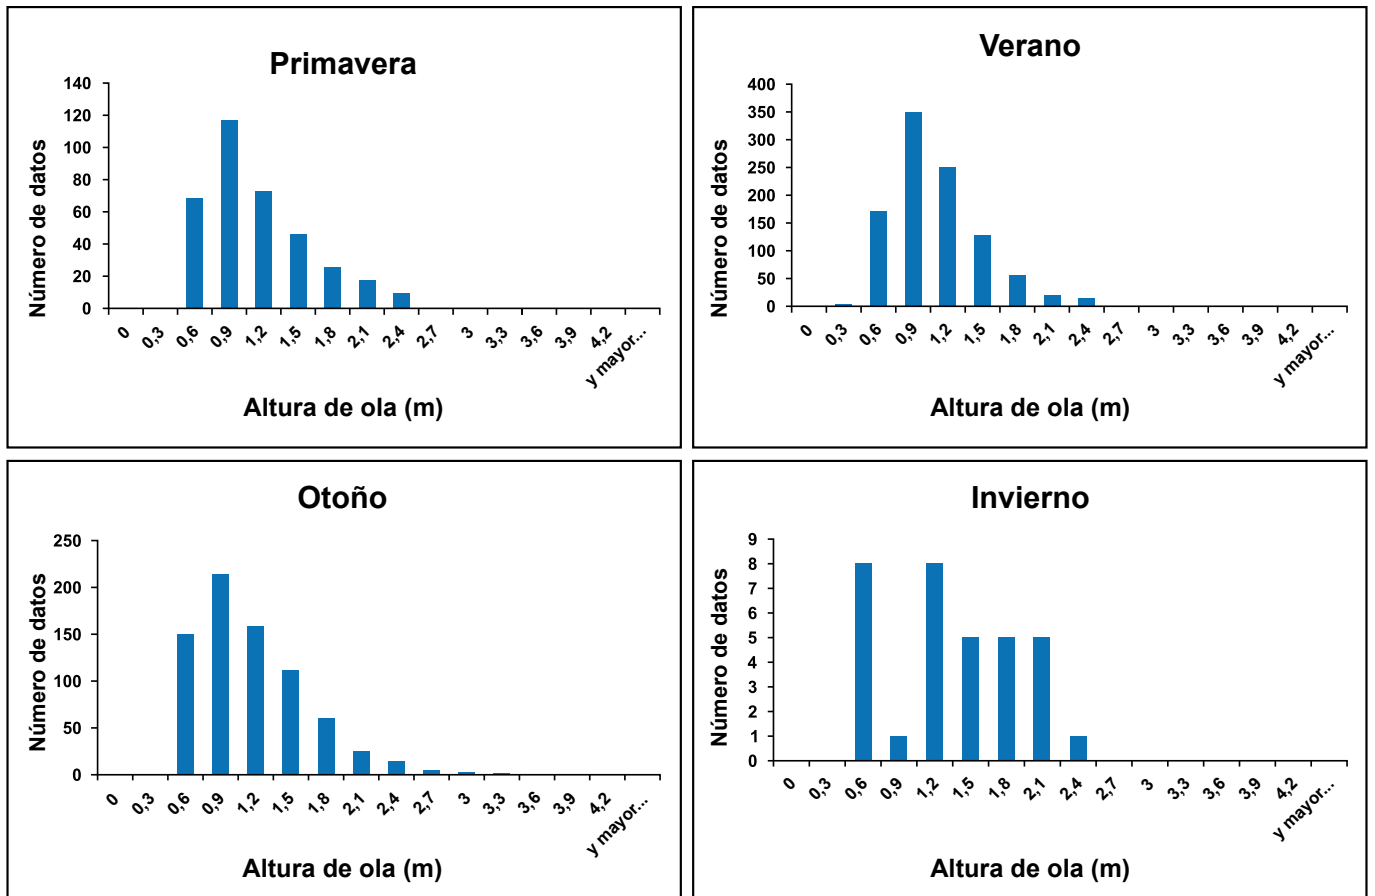 Primavera
Número de datos
140
120
100
80
60
40
20
0
0 0,3 0,6 0,9 1,2 1,5 1,8 2,1 2,4 2,7 3 3,3 3,6 3,9 4,2 y mayor...
Altura de ola (m)
Verano
Número de datos
400
350
300
250
200
150
100
50
0
0 0,3 0,6 0,9 1,2 1,5 1,8 2,1 2,4 2,7 3 3,3 3,6 3,9 4,2 y mayor...
Altura de ola (m)
Otoño
Número de datos
250
200
150
100
50
0
0 0,3 0,6 0,9 1,2 1,5 1,8 2,1 2,4 2,7 3 3,3 3,6 3,9 4,2 y mayor...
Altura de ola (m)
Invierno
Número de datos
9
8
7
6
5
4
3
2
1
0
0 0,3 0,6 0,9 1,2 1,5 1,8 2,1 2,4 2,7 3 3,3 3,6 3,9 4,2 y mayor...
Altura de ola (m)